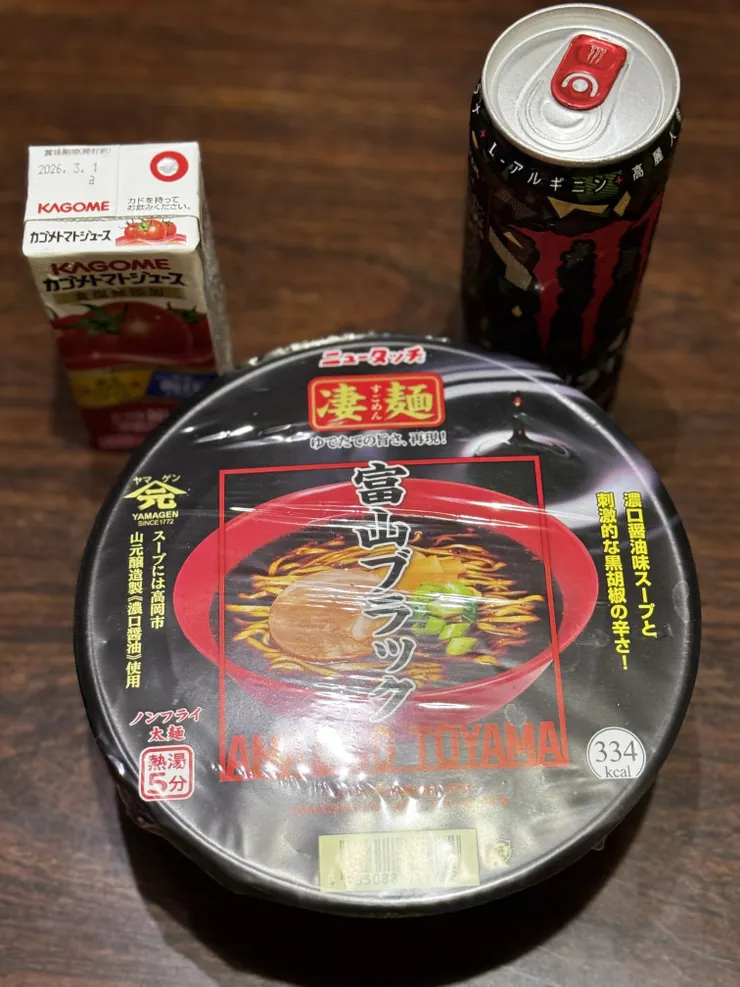 賞味期限(開封前)
2026. 3. 1
KAGOME
カドを持って
お飲みください。
カゴメトマトジュース
KAGOME
カゴメトマトジュース
食塩無添加
L-アルギニン
高麗人
ニュータッチ
凄麺
すごめん
ゆでたての旨さ、再現!
ヤマゲン
YAMAGEN
SINCE1772
スープには高岡市
山元醸造製《濃口醤油》使用
富山ブラック
濃口醤油味スープと
刺激的な黒胡椒の辛さ!
ノンフライ
太麺
熱湯
5分
TOYAMA
334
kcal